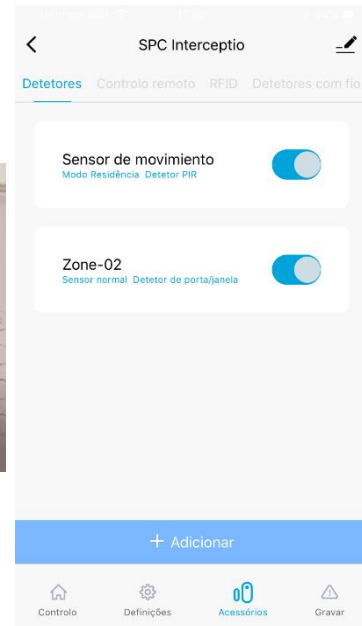 SPC Interceptio
Detetores Controlo remoto RFID Detetores com fio
Sensor de movimiento
Modo Residência Detetor PIR
Zone-02
Sensor normal Detetor de porta/janela
+ Adicionar
Controlo Definições Acessórios Gravar